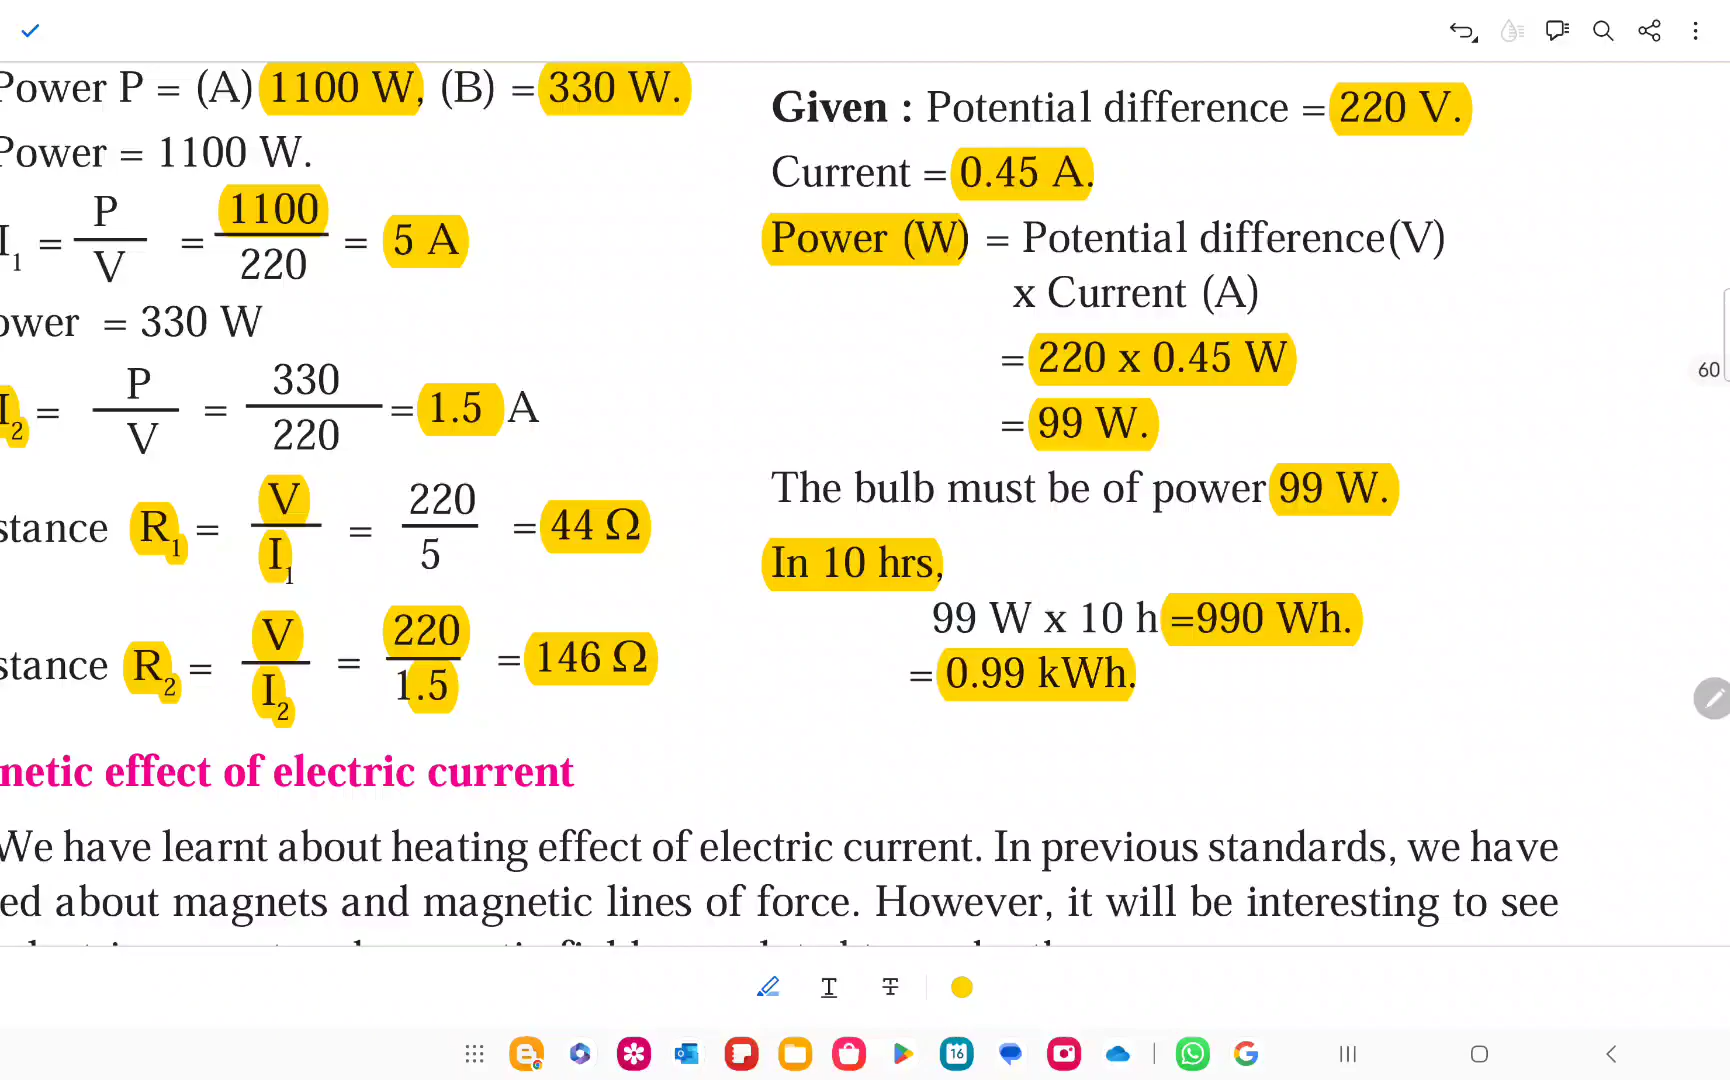 Power P = (A) 1100 W, (B) = 330 W.
Power = 1100 W.
I1 = P/V = 1100/220 = 5 A
ower = 330 W
I2 = P/V = 330/220 = 1.5 A
stance R1 = V/I1 = 220/5 = 44 Ω
stance R2 = V/I2 = 220/1.5 = 146 Ω
Given : Potential difference = 220 V.
Current = 0.45 A.
Power (W) = Potential difference(V)
x Current (A)
= 220 x 0.45 W
= 99 W.
The bulb must be of power 99 W.
In 10 hrs,
99 W x 10 h =990 Wh.
= 0.99 kWh.
60
netic effect of electric current
We have learnt about heating effect of electric current. In previous standards, we have
ed about magnets and magnetic lines of force. However, it will be interesting to see
T T
16